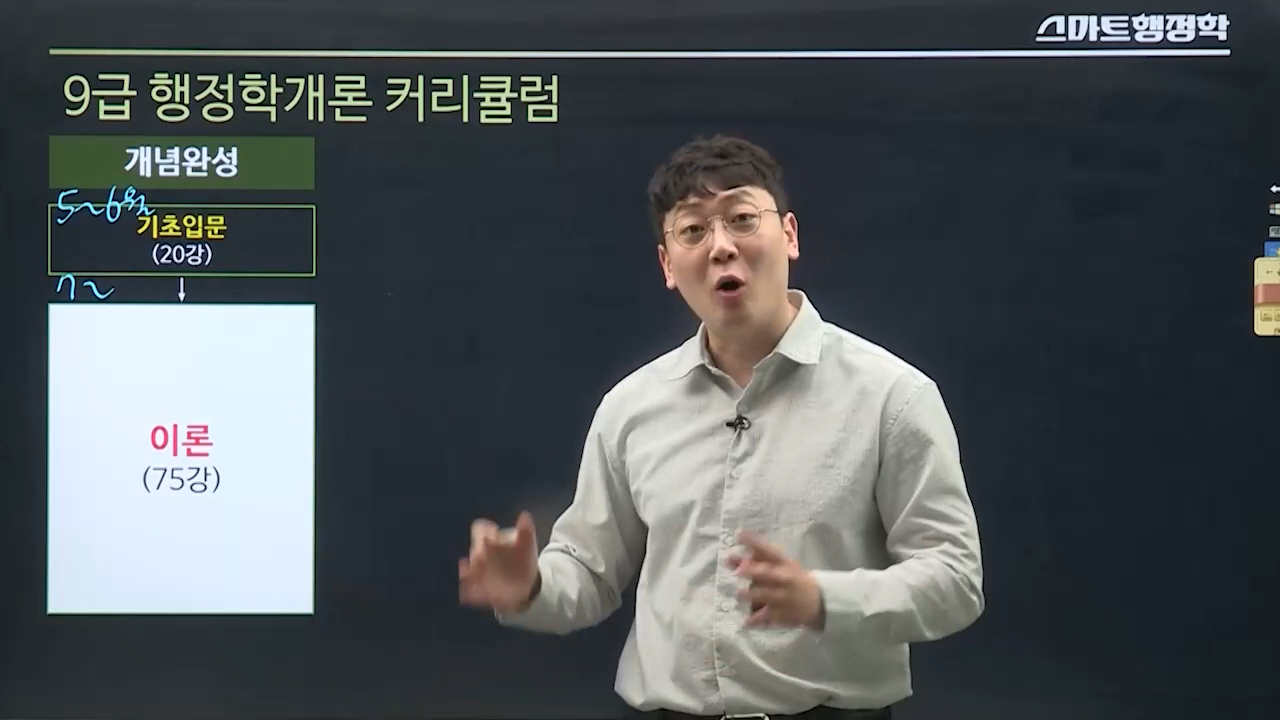 스마트행정학
9급 행정학개론 커리큘럼
개념완성
5~6월
기초입문
(20강)
7~
이론
(75강)